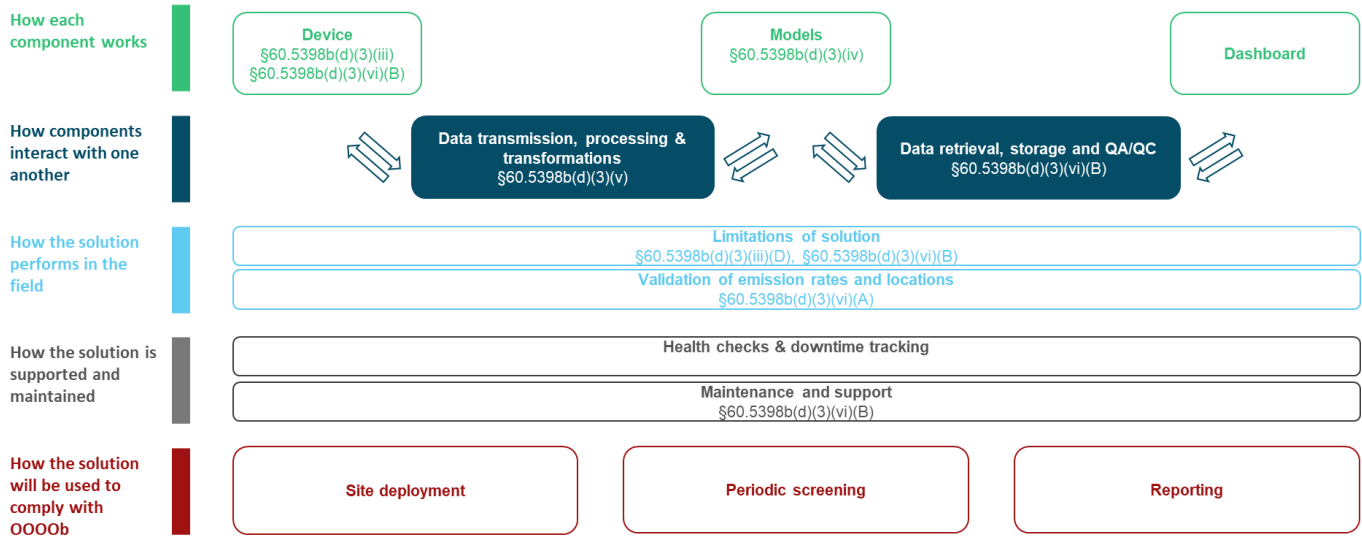 How each
component works
Device
§60.5398b(d)(3)(iii)
§60.5398b(d)(3)(vi)(B)
Models
§60.5398b(d)(3)(iv)
Dashboard
How components
interact with one
another
Data transmission, processing &
transformations
§60.5398b(d)(3)(v)
Data retrieval, storage and QA/QC
§60.5398b(d)(3)(vi)(B)
How the solution
performs in the
field
Limitations of solution
§60.5398b(d)(3)(iii)(D), §60.5398b(d)(3)(vi)(B)
Validation of emission rates and locations
§60.5398b(d)(3)(vi)(A)
How the solution is
supported and
maintained
Health checks & downtime tracking
Maintenance and support
§60.5398b(d)(3)(vi)(B)
How the solution
will be used to
comply with
OOOOb
Site deployment
Periodic screening
Reporting